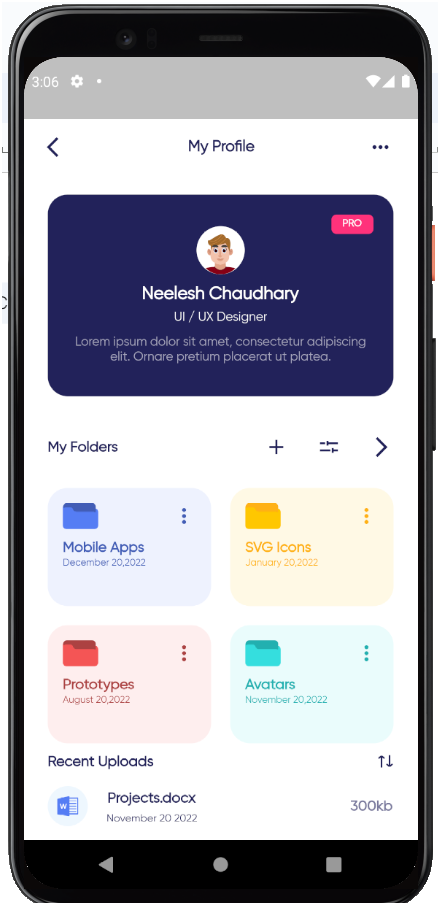 3:06
My Profile
PRO
Neelesh Chaudhary
UI / UX Designer
Lorem ipsum dolor sit amet, consectetur adipiscing
elit. Ornare pretium placerat ut platea.
My Folders
Mobile Apps
December 20,2022
SVG Icons
January 20,2022
Prototypes
August 20,2022
Avatars
November 20,2022
Recent Uploads
W
Projects.docx
November 20 2022
300kb